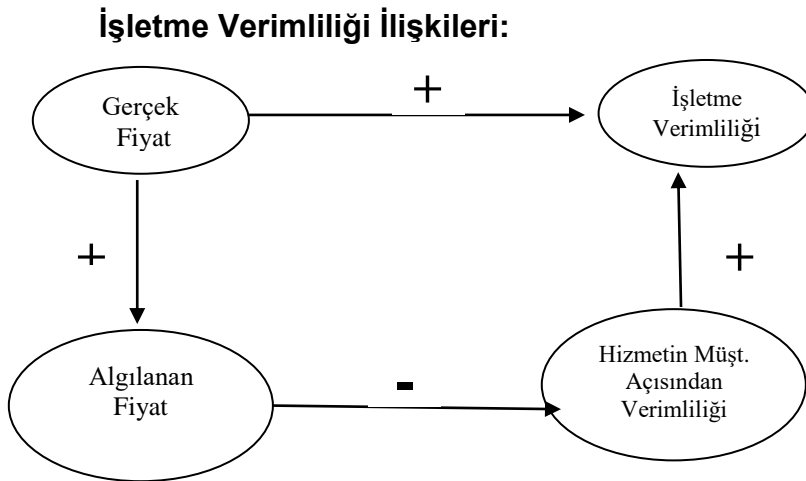 İşletme Verimliliği İlişkileri:
+
Gerçek
Fiyat
İşletme
Verimliliği
+
+
Algılanan
Fiyat
-
Hizmetin Müşt.
Açısından
Verimliliği